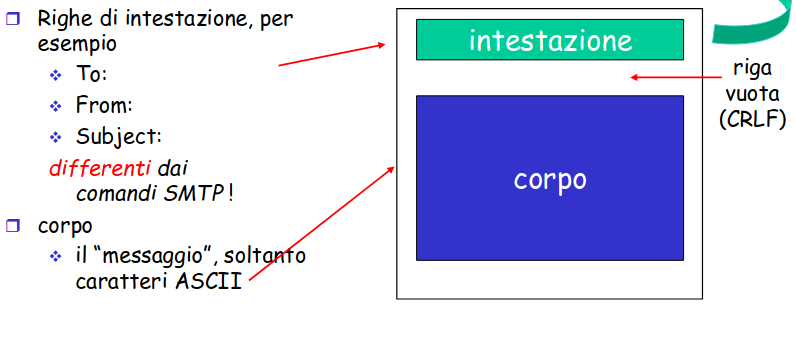 Righe di intestazione, per
esempio
To:
From:
Subject:
differenti dai
comandi SMTP!
corpo
il “messaggio”, soltanto
caratteri ASCII
intestazione
riga
vuota
(CRLF)
corpo